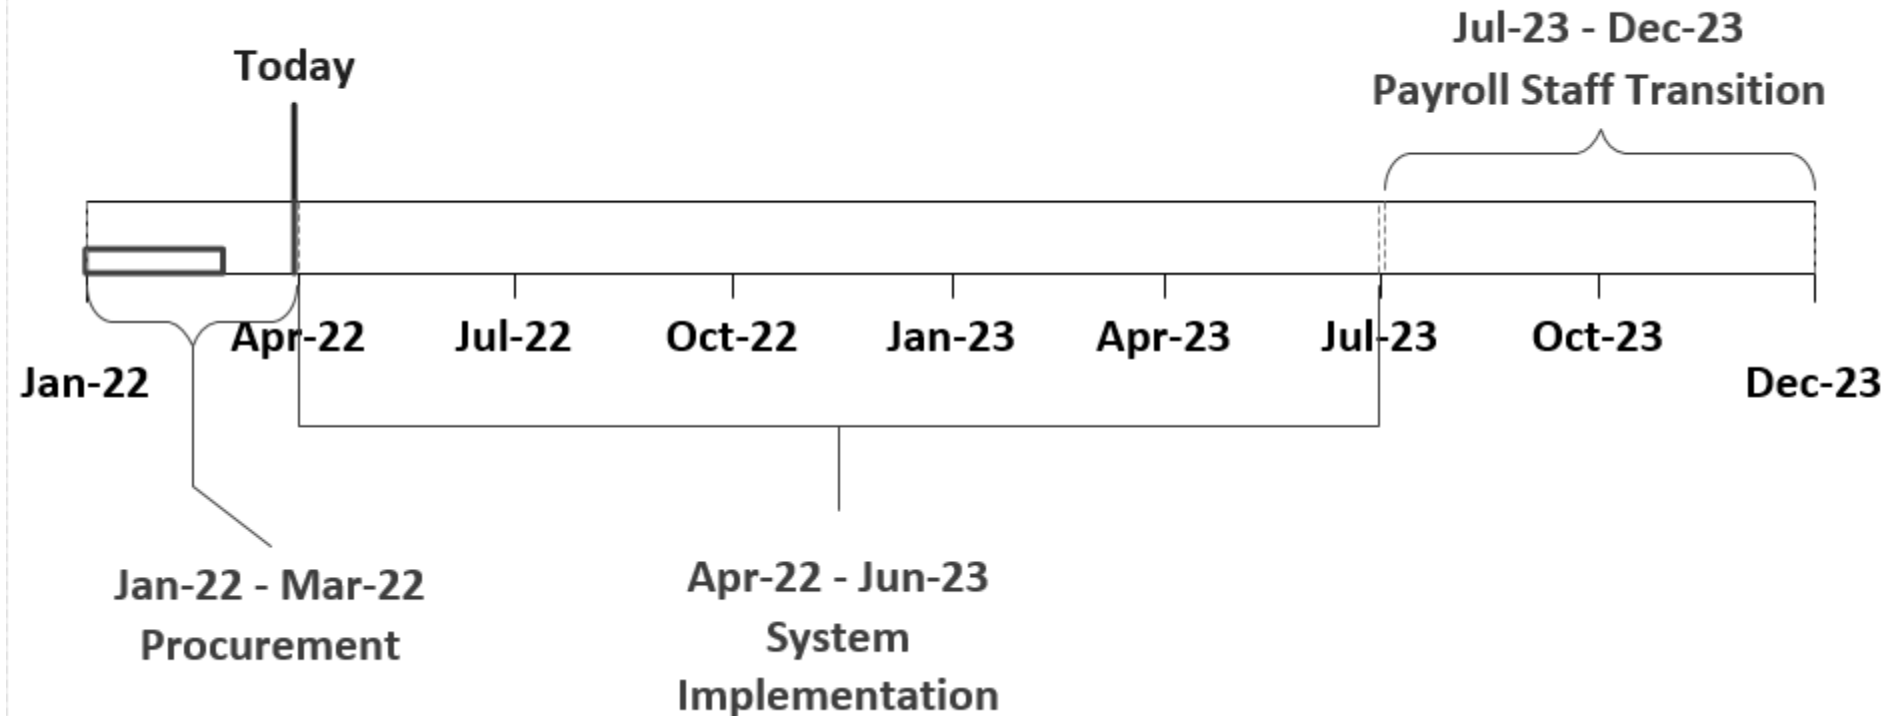 Jul-23 - Dec-23
Payroll Staff Transition
Today
Apr-22
Jul-22
Oct-22
Jan-23
Apr-23
Jul-23
Oct-23
Jan-22
Dec-23
Jan-22 - Mar-22
Procurement
Apr-22 - Jun-23
System
Implementation